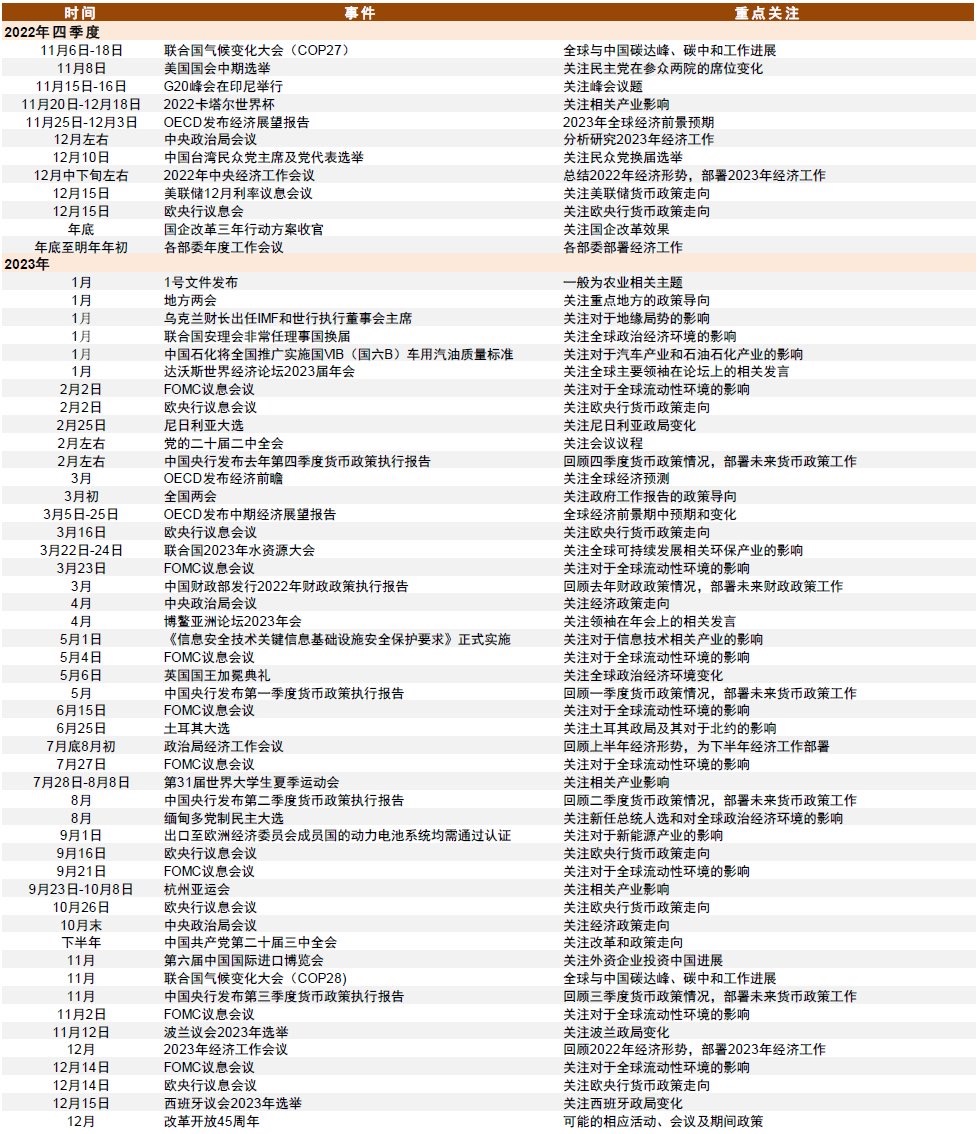 时间 事件 重点关注
2022年四季度
11月6日-18日 联合国气候变化大会（COP27） 全球与中国碳达峰、碳中和工作进展
11月8日 美国国会中期选举 关注民主党在参众两院的席位变化
11月15日-16日 G20峰会在印尼举行 关注峰会议题
11月20日-12月18日 2022卡塔尔世界杯 关注相关产业影响
11月25日-12月3日 OECD发布经济展望报告 2023年全球经济前景预期
12月左右 中央政治局会议 分析研究2023年经济工作
12月10日 中国台湾民众党主席及党代表选举 关注民众党换届选举
12月中下旬左右 2022年中央经济工作会议 总结2022年经济形势，部署2023年经济工作
12月15日 美联储12月利率议息会议 关注美联储货币政策走向
12月15日 欧央行议息会 关注欧央行货币政策走向
年底 国企改革三年行动方案收官 关注国企改革效果
年底至明年年初 各部委年度工作会议 各部委部署经济工作
2023年
1月 1号文件发布 一般为农业相关主题
1月 地方两会 关注重点地方的政策导向
1月 乌克兰财长出任IMF和世行执行董事会主席 关注对于地缘局势的影响
1月 联合国安理会非常任理事国换届 关注全球政治经济环境的影响
1月 中国石化将全国推广实施国VIB（国六B）车用汽油质量标准 关注对于汽车产业和石油石化产业的影响
1月 达沃斯世界经济论坛2023届年会 关注全球主要领袖在论坛上的相关发言
2月2日 FOMC议息会议 关注对于全球流动性环境的影响
2月2日 欧央行议息会议 关注欧央行货币政策走向
2月25日 尼日利亚大选 关注尼日利亚政局变化
2月左右 党的二十届二中全会 关注会议议程
2月左右 中国央行发布去年第四季度货币政策执行报告 回顾四季度货币政策情况，部署未来货币政策工作
3月 OECD发布经济前瞻 关注全球经济预测
3月初 全国两会 关注政府工作报告的政策导向
3月5日-25日 OECD发布中期经济展望报告 全球经济前景期中预期和变化
3月16日 欧央行议息会议 关注欧央行货币政策走向
3月22日-24日 联合国2023年水资源大会 关注全球可持续发展相关环保产业的影响
3月23日 FOMC议息会议 关注对于全球流动性环境的影响
3月 中国财政部发行2022年财政政策执行报告 回顾去年财政政策情况，部署未来财政政策工作
4月 中央政治局会议 关注经济政策走向
4月 博鳌亚洲论坛2023年会 关注领袖在年会上的相关发言
5月1日 《信息安全技术关键信息基础设施安全保护要求》正式实施 关注对于信息技术相关产业的影响
5月4日 FOMC议息会议 关注对于全球流动性环境的影响
5月6日 英国国王加冕典礼 关注全球政治经济环境变化
5月 中国央行发布第一季度货币政策执行报告 回顾一季度货币政策情况，部署未来货币政策工作
6月15日 FOMC议息会议 关注对于全球流动性环境的影响
6月25日 土耳其大选 关注土耳其政局及其对于北约的影响
7月底8月初 政治局经济工作会议 回顾上半年经济形势，为下半年经济工作部署
7月27日 FOMC议息会议 关注对于全球流动性环境的影响
7月28日-8月8日 第31届世界大学生夏季运动会 关注相关产业影响
8月 中国央行发布第二季度货币政策执行报告 回顾二季度货币政策情况，部署未来货币政策工作
8月 缅甸多党制民主大选 关注新任总统人选和对全球政治经济环境的影响
9月1日 出口至欧洲经济委员会成员国的动力电池系统均需通过认证 关注对于新能源产业的影响
9月16日 欧央行议息会议 关注欧央行货币政策走向
9月21日 FOMC议息会议 关注对于全球流动性环境的影响
9月23日-10月8日 杭州亚运会 关注相关产业影响
10月26日 欧央行议息会议 关注欧央行货币政策走向
10月末 中央政治局会议 关注经济政策走向
下半年 中国共产党第二十届三中全会 关注改革和政策走向
11月 第六届中国国际进口博览会 关注外资企业投资中国进展
11月 联合国气候变化大会（COP28) 全球与中国碳达峰、碳中和工作进展
11月 中国央行发布第三季度货币政策执行报告 回顾三季度货币政策情况，部署未来货币政策工作
11月2日 FOMC议息会议 关注对于全球流动性环境的影响
11月12日 波兰议会2023年选举 关注波兰政局变化
12月 2023年经济工作会议 回顾2022年经济形势，部署2023年经济工作
12月14日 FOMC议息会议 关注对于全球流动性环境的影响
12月14日 欧央行议息会议 关注欧央行货币政策走向
12月15日 西班牙议会2023年选举 关注西班牙政局变化
12月 改革开放45周年 可能的相应活动、会议及期间政策